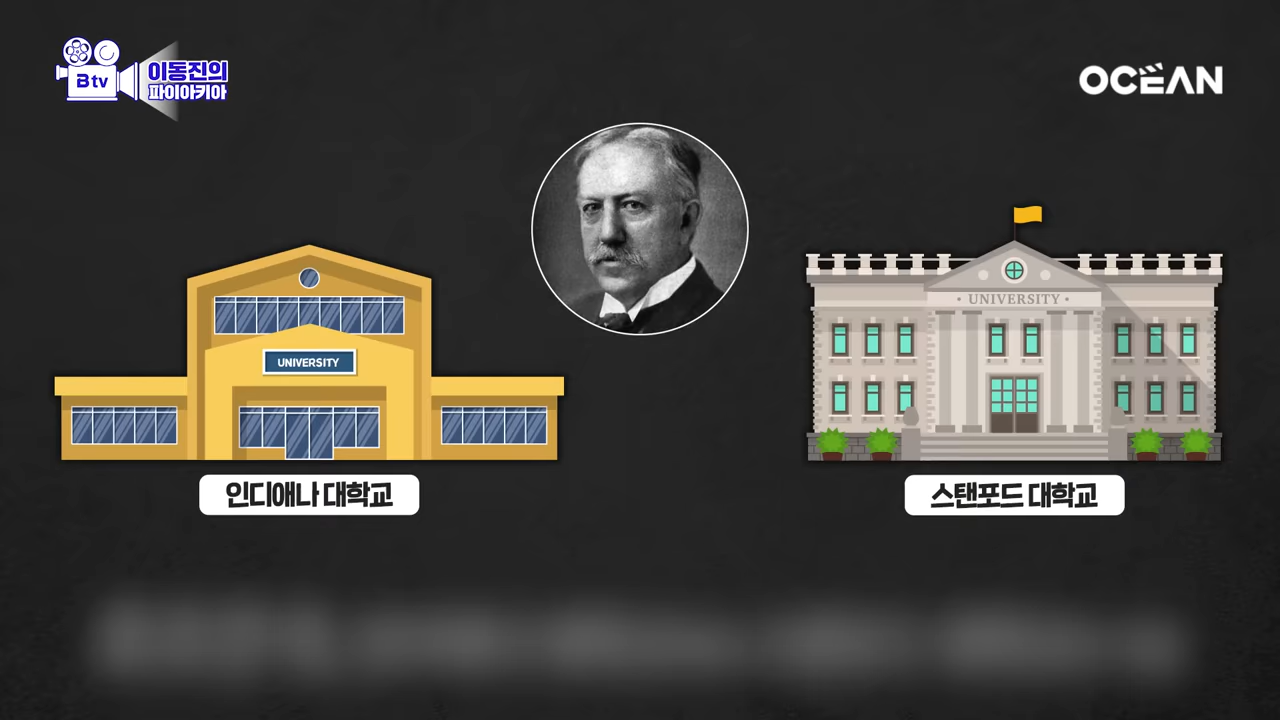 Btv
이동진의
파이아키아
OCEAN
UNIVERSITY
· UNIVERSITY ·
인디애나 대학교
스탠포드 대학교